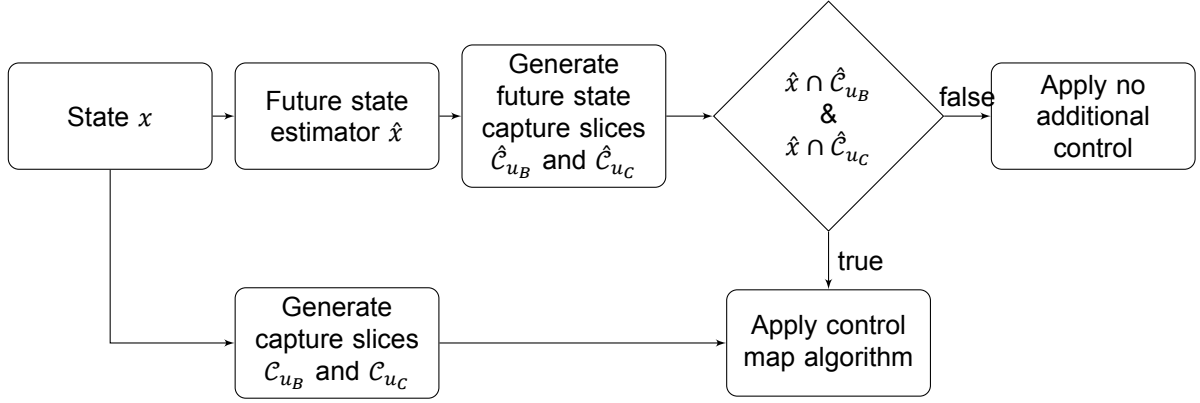 State 𝑥
Future state
estimator 𝑥̂
Generate
future state
capture slices
𝒞̂_{𝑢_𝐵} and 𝒞̂_{𝑢_𝐶}
𝑥̂ ∩ 𝒞̂_{𝑢_𝐵}
&
𝑥̂ ∩ 𝒞̂_{𝑢_𝐶}
false
Apply no
additional
control
true
Generate
capture slices
𝒞_{𝑢_𝐵} and 𝒞_{𝑢_𝐶}
Apply control
map algorithm